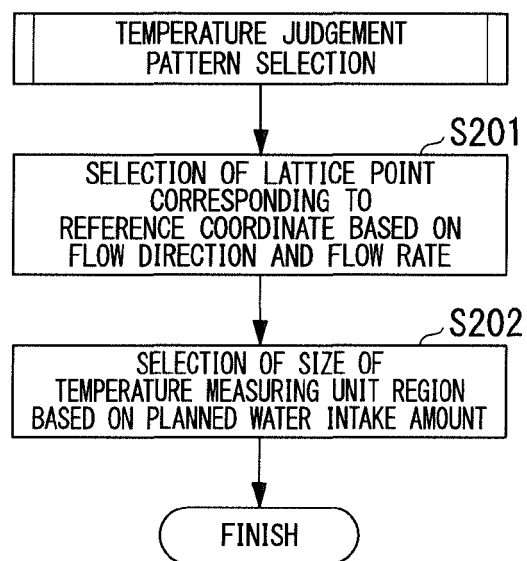 TEMPERATURE JUDGEMENT
PATTERN SELECTION
S201
SELECTION OF LATTICE POINT
CORRESPONDING TO
REFERENCE COORDINATE BASED ON
FLOW DIRECTION AND FLOW RATE
S202
SELECTION OF SIZE OF
TEMPERATURE MEASURING UNIT REGION
BASED ON PLANNED WATER INTAKE AMOUNT
FINISH